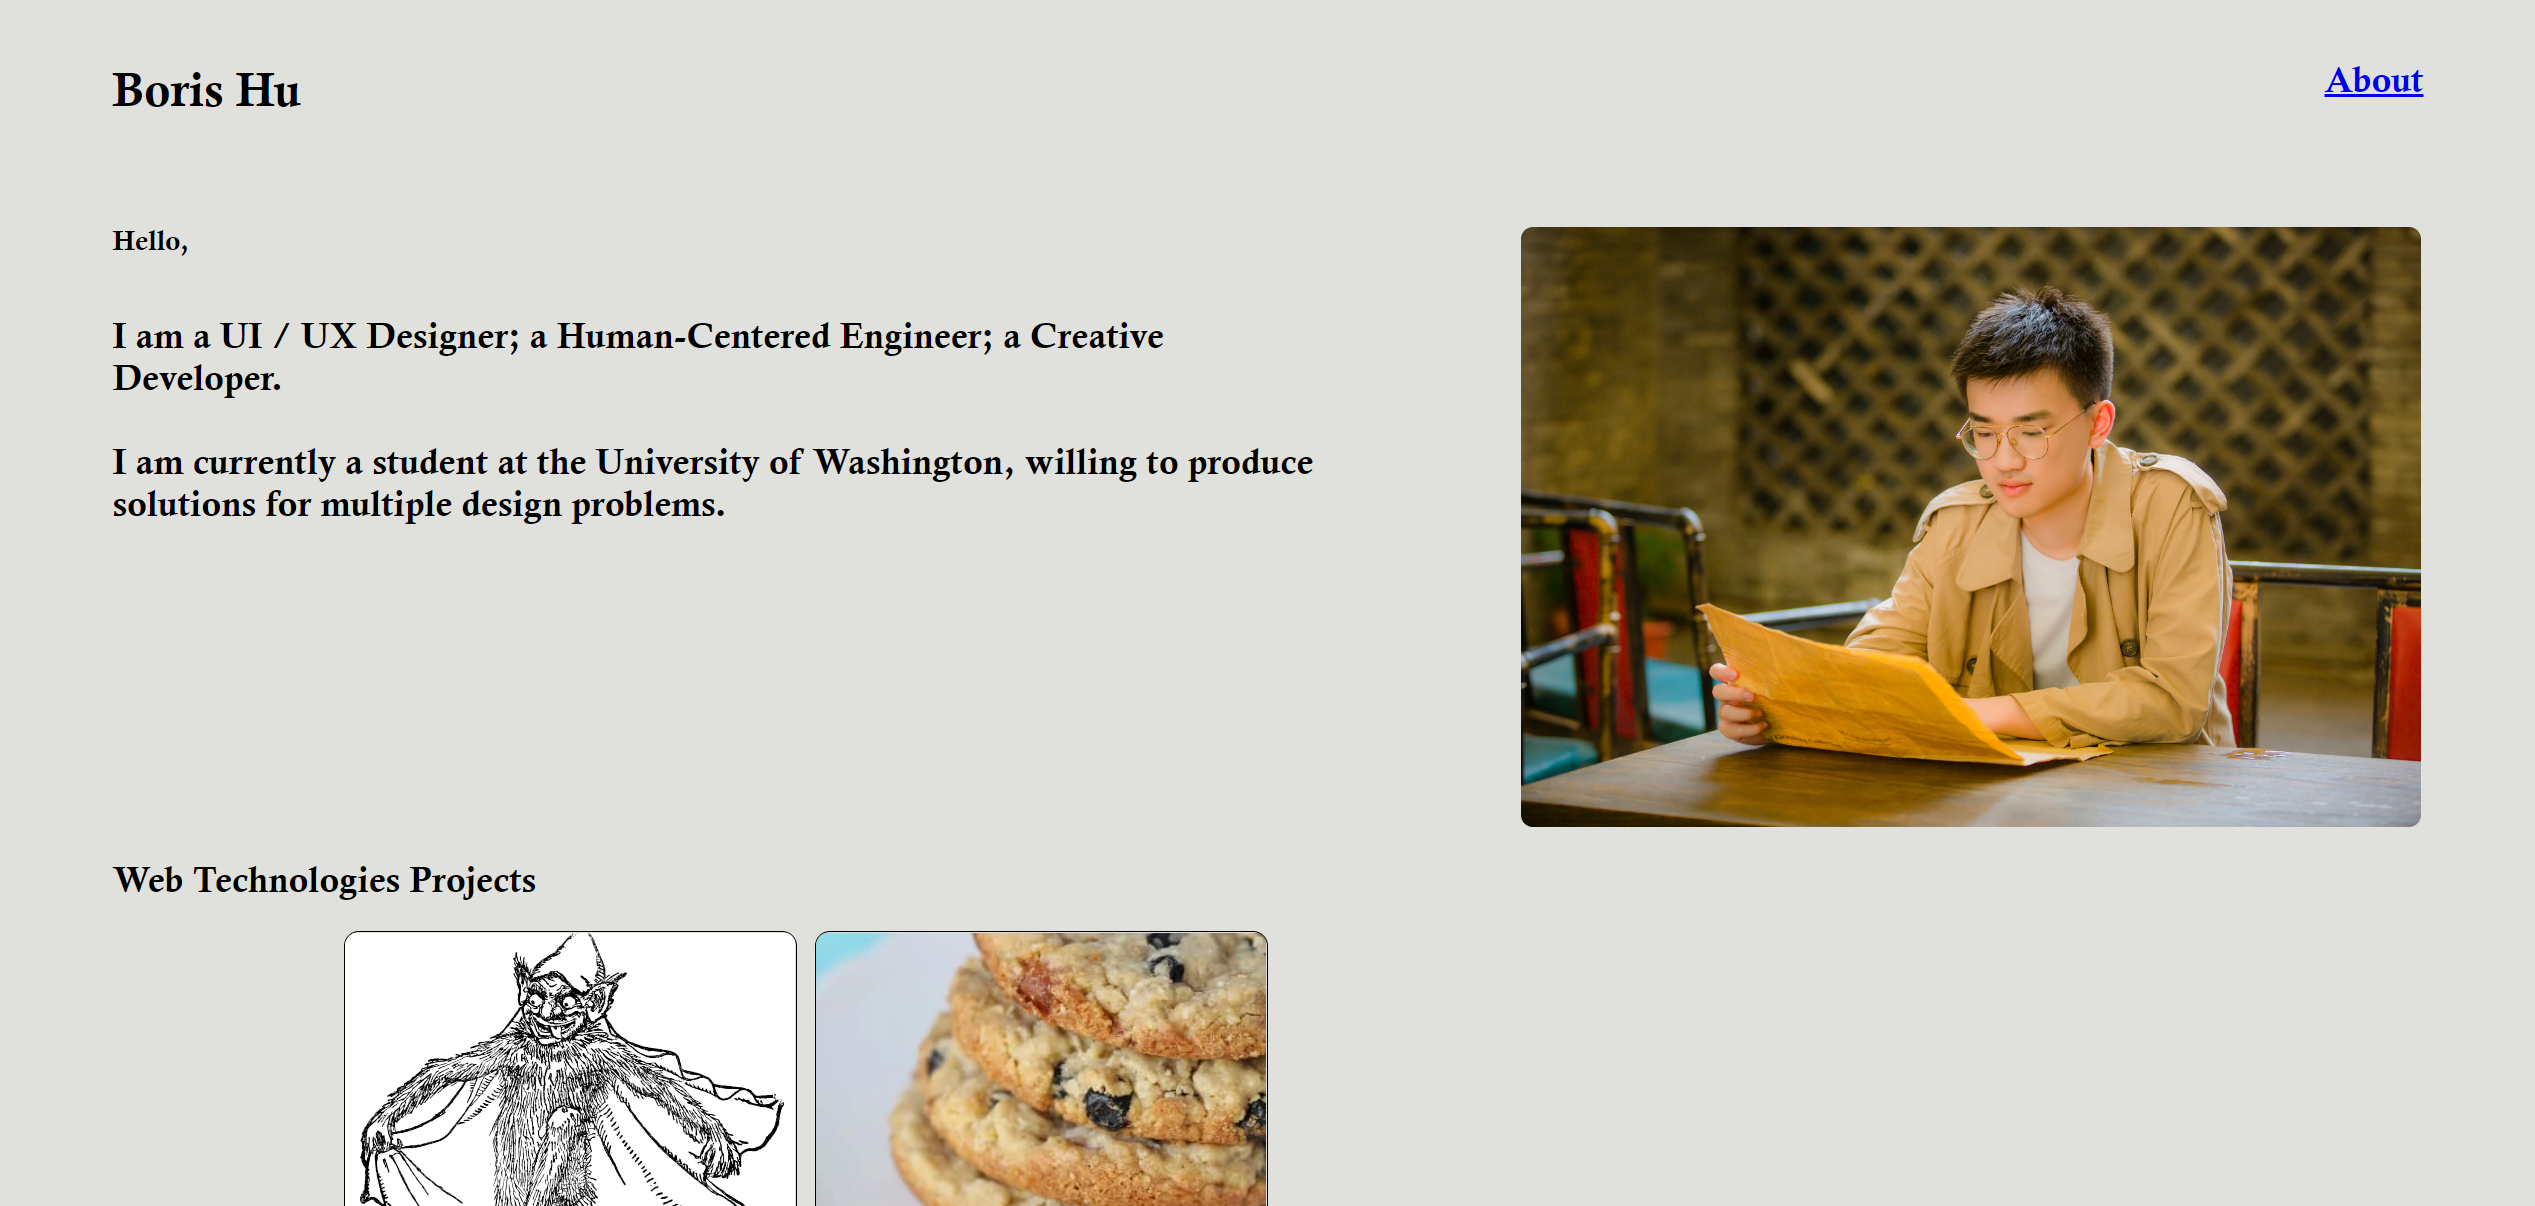 Boris Hu
About
Hello,
I am a UI / UX Designer; a Human-Centered Engineer; a Creative
Developer.
I am currently a student at the University of Washington, willing to produce
solutions for multiple design problems.
Web Technologies Projects